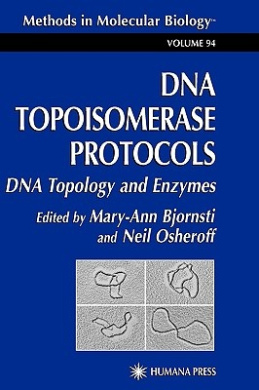 Methods in Molecular Biology™
VOLUME 94
DNA
TOPOISOMERASE
PROTOCOLS
DNA Topology and Enzymes
Edited by Mary-Ann Bjornsti
and Neil Osheroff
HUMANA PRESS